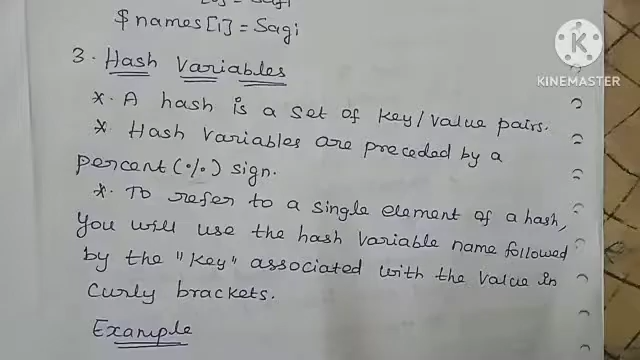 $names[i] = Sagi
3. Hash Variables
*. A hash is a set of key/value pairs.
*. Hash Variables are preceded by a
percent (%) sign.
*. To refer to a single element of a hash,
you will use the hash variable name followed
by the "key" associated with the value in
curly brackets.
Example
K
KINEMASTER